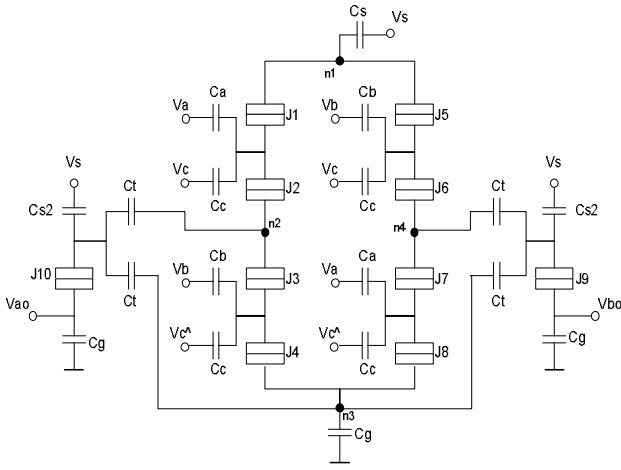 Cs Vs
n1
Ca Cb
Va J1 Vb J5
Vc J2 Vc J6
Cc Cc
Vs Vs
Ct n2 n4 Ct
Cs2 Cs2
Cb Ca
J10 Vb J3 Va J7 J9
Ct Ct
Vao Vbo
Vc^ J4 Vc^ J8
Cg Cc Cc Cg
n3
Cg